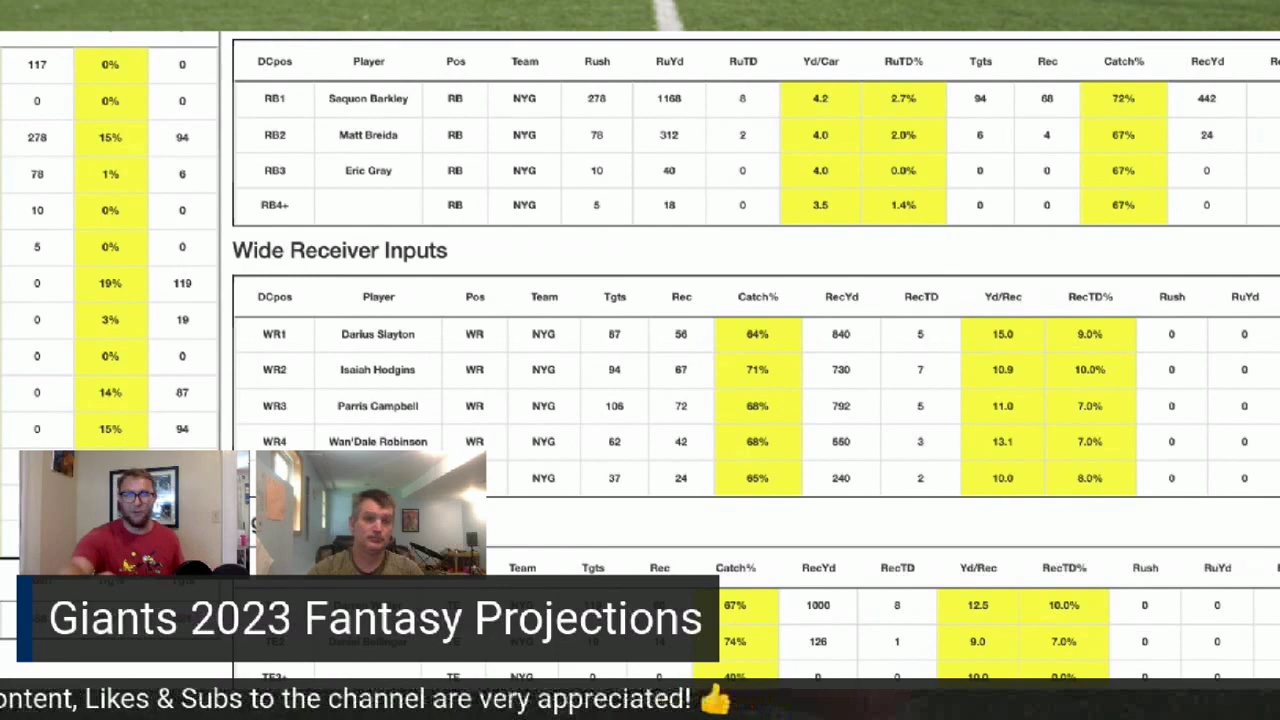 DCpos Player Pos Team Rush RuYd RuTD Yd/Car RuTD% Tgts Rec Catch% RecYd
117 0% 0
RB1 Saquon Barkley RB NYG 278 1168 8 4.2 2.7% 94 68 72% 442
0 0% 0
RB2 Matt Breida RB NYG 78 312 2 4.0 2.0% 6 4 67% 24
278 15% 94
RB3 Eric Gray RB NYG 10 40 0 4.0 0.0% 0 0 67% 0
78 1% 6
RB4+ RB NYG 5 18 0 3.5 1.4% 0 0 67% 0
10 0% 0
5 0% 0
Wide Receiver Inputs
0 19% 119
DCpos Player Pos Team Tgts Rec Catch% RecYd RecTD Yd/Rec RecTD% Rush RuYd
0 3% 19
WR1 Darius Slayton WR NYG 87 56 64% 840 5 15.0 9.0% 0 0
0 0% 0
WR2 Isaiah Hodgins WR NYG 94 67 71% 730 7 10.9 10.0% 0 0
0 14% 87
WR3 Parris Campbell WR NYG 106 72 68% 792 5 11.0 7.0% 0 0
0 15% 94
WR4 Wan'Dale Robinson WR NYG 62 42 68% 550 3 13.1 7.0% 0 0
NYG 37 24 65% 240 2 10.0 8.0% 0 0
Team Tgts Rec Catch% RecYd RecTD Yd/Rec RecTD% Rush RuYd
67% 1000 8 12.5 10.0% 0 0
74% 126 1 9.0 7.0% 0 0
Giants 2023 Fantasy Projections
ontent, Likes & Subs to the channel are very appreciated! 👍